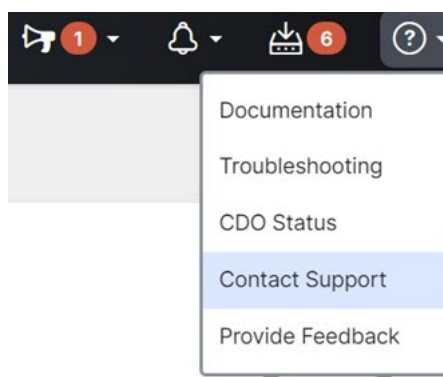 1
6
?
Documentation
Troubleshooting
CDO Status
Contact Support
Provide Feedback